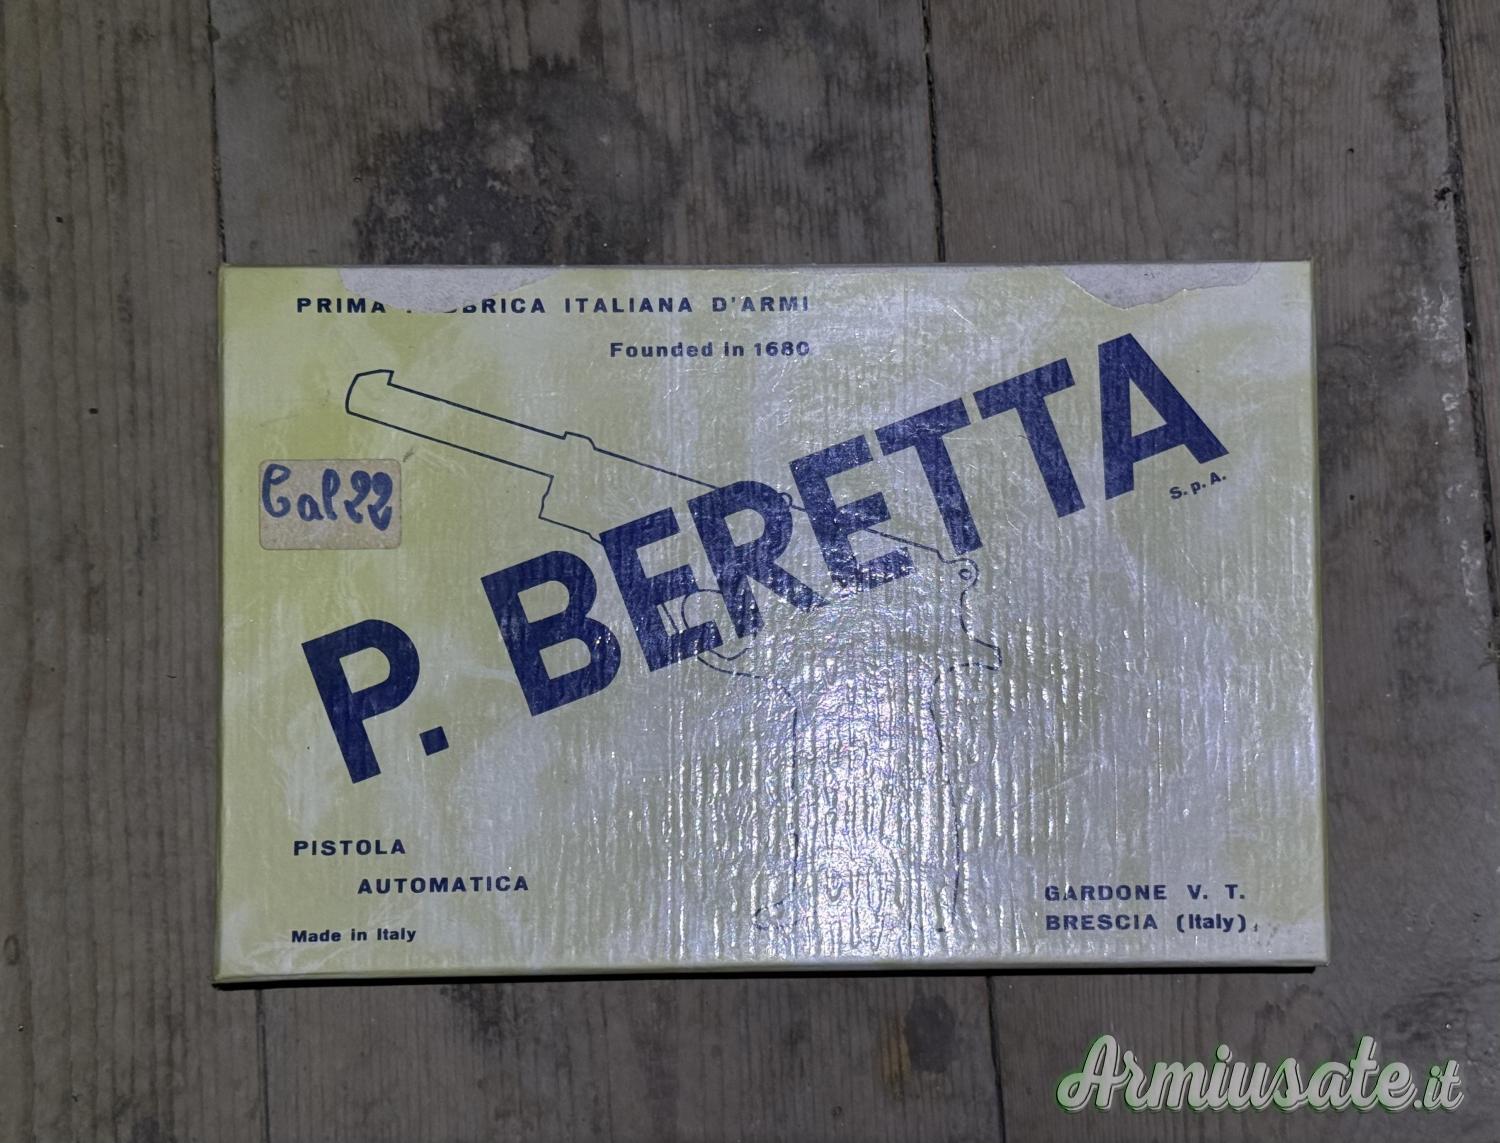 PRIMA FABBRICA ITALIANA D'ARMI
Founded in 1680
Cal 22
P. BERETTA
S.p.A.
PISTOLA
AUTOMATICA
Made in Italy
GARDONE V. T.
BRESCIA (Italy)
Armiusate.it